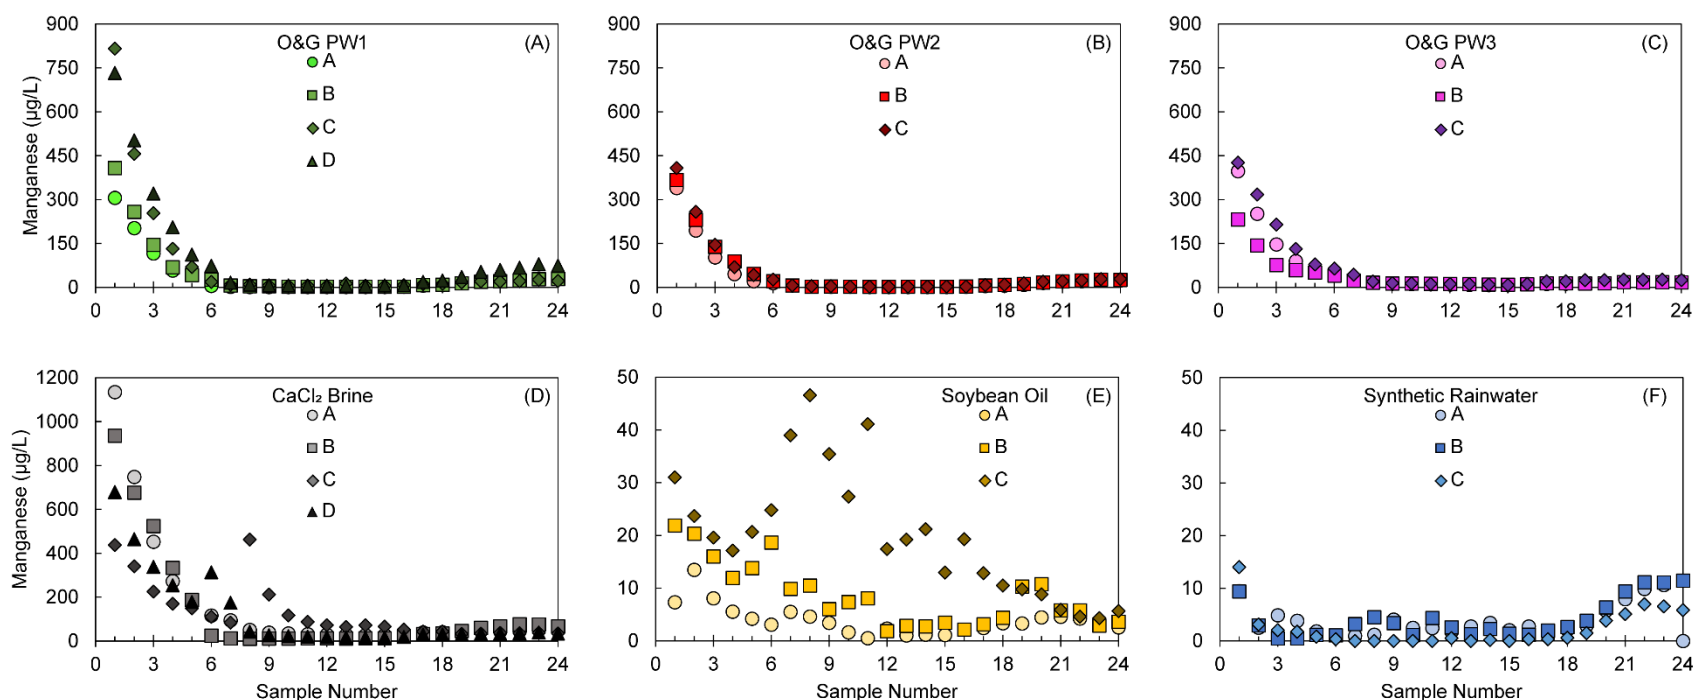 O&G PW1 (A)
A
B
C
D
Manganese (µg/L)
900
750
600
450
300
150
0
0 3 6 9 12 15 18 21 24
O&G PW2 (B)
A
B
C
900
750
600
450
300
150
0
0 3 6 9 12 15 18 21 24
O&G PW3 (C)
A
B
C
900
750
600
450
300
150
0
0 3 6 9 12 15 18 21 24
CaCl₂ Brine (D)
A
B
C
D
Manganese (µg/L)
1200
1000
800
600
400
200
0
0 3 6 9 12 15 18 21 24
Sample Number
Soybean Oil (E)
A
B
C
50
40
30
20
10
0
0 3 6 9 12 15 18 21 24
Sample Number
Synthetic Rainwater (F)
A
B
C
50
40
30
20
10
0
0 3 6 9 12 15 18 21 24
Sample Number